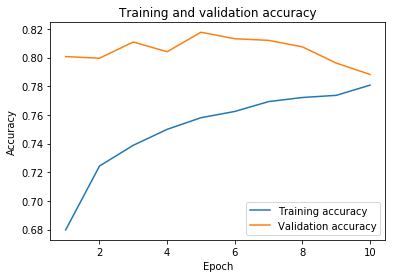 Training and validation accuracy
0.82
0.80
0.78
0.76
0.74
0.72
0.70
0.68
Accuracy
Training accuracy
Validation accuracy
2 4 6 8 10
Epoch